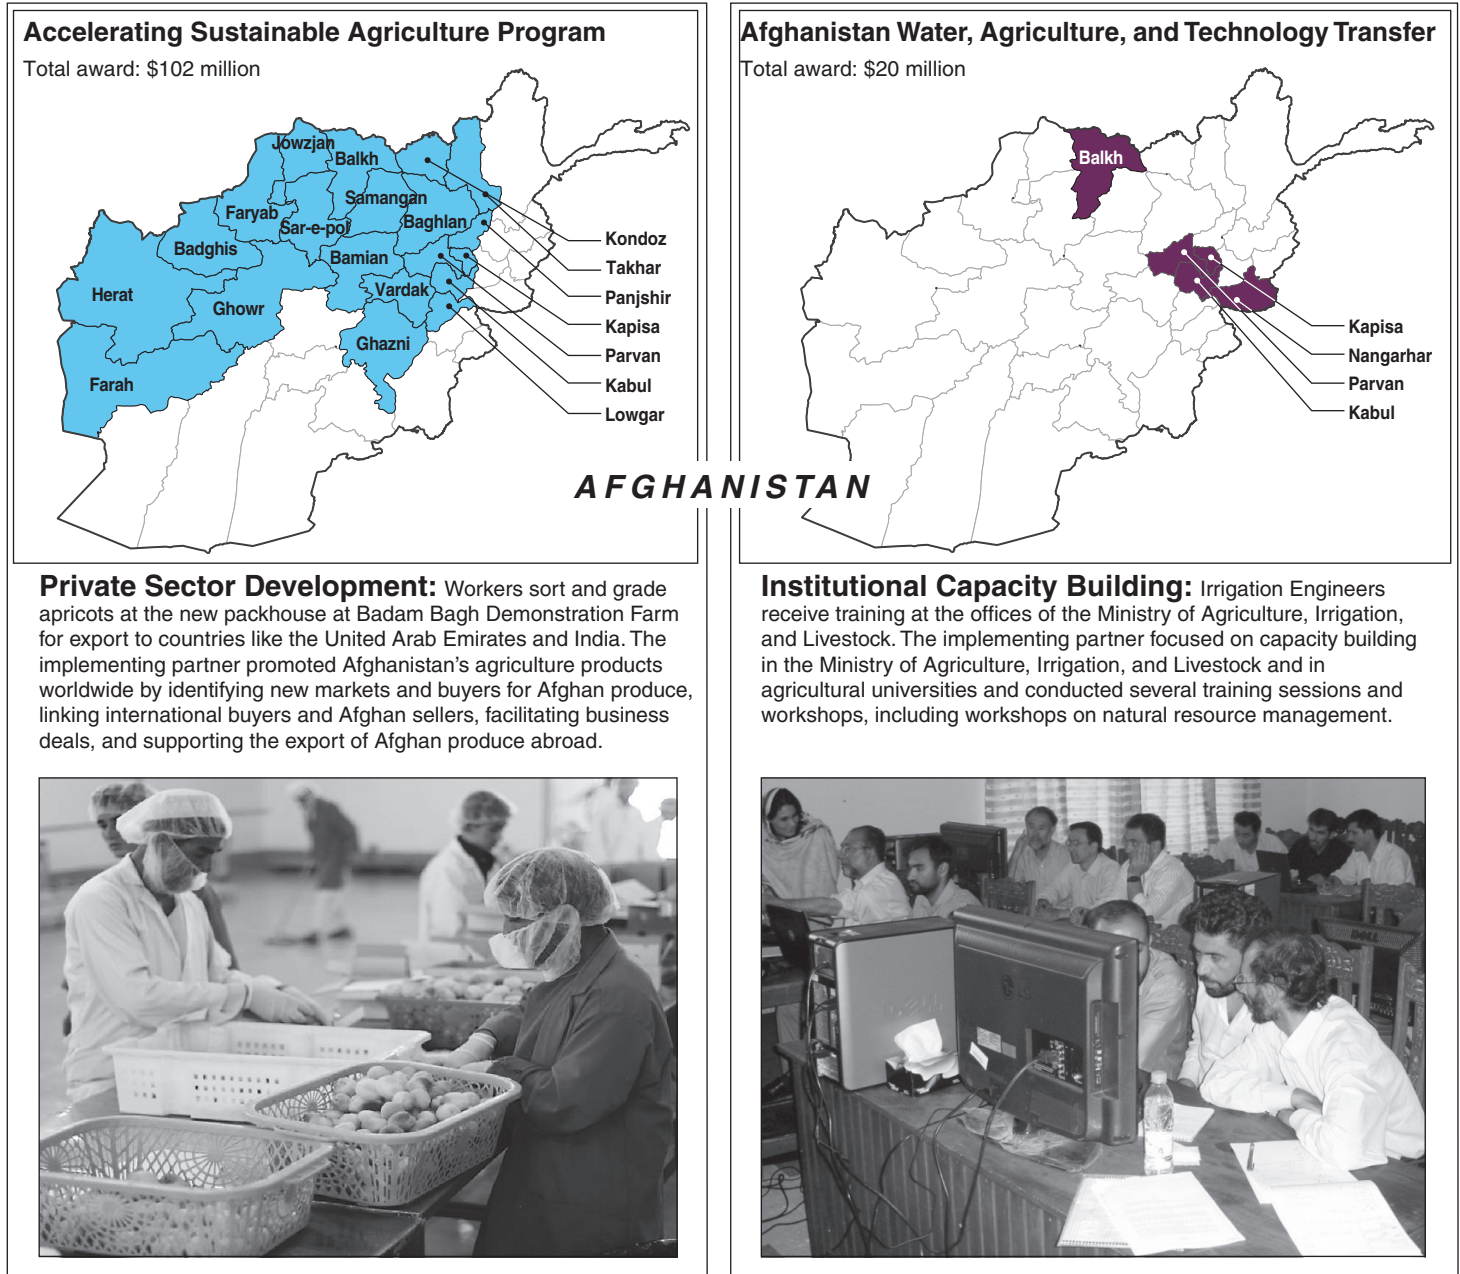 Accelerating Sustainable Agriculture Program
Total award: $102 million
Jowzjan
Balkh
Samangan
Faryab
Sar-e-pol
Baghlan
Badghis
Bamian
Herat
Vardak
Ghowr
Ghazni
Farah
Kondoz
Takhar
Panjshir
Kapisa
Parvan
Kabul
Lowgar
Afghanistan Water, Agriculture, and Technology Transfer
Total award: $20 million
Balkh
Kapisa
Nangarhar
Parvan
Kabul
AFGHANISTAN
Private Sector Development: Workers sort and grade
apricots at the new packhouse at Badam Bagh Demonstration Farm
for export to countries like the United Arab Emirates and India. The
implementing partner promoted Afghanistan's agriculture products
worldwide by identifying new markets and buyers for Afghan produce,
linking international buyers and Afghan sellers, facilitating business
deals, and supporting the export of Afghan produce abroad.
Institutional Capacity Building: Irrigation Engineers
receive training at the offices of the Ministry of Agriculture, Irrigation,
and Livestock. The implementing partner focused on capacity building
in the Ministry of Agriculture, Irrigation, and Livestock and in
agricultural universities and conducted several training sessions and
workshops, including workshops on natural resource management.
DELL
LG
DELL